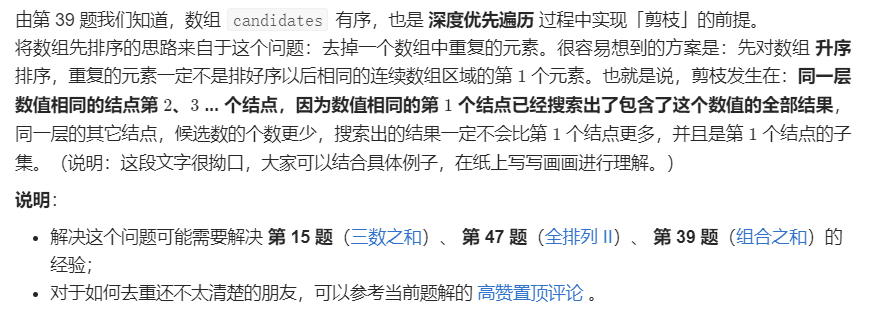 由第 39 题我们知道，数组 candidates 有序，也是 深度优先遍历 过程中实现「剪枝」的前提。
将数组先排序的思路来自于这个问题：去掉一个数组中重复的元素。很容易想到的方案是：先对数组 升序
排序，重复的元素一定不是排好序以后相同的连续数组区域的第 1 个元素。也就是说，剪枝发生在：同一层
数值相同的结点第 2、3 ... 个结点，因为数值相同的第 1 个结点已经搜索出了包含了这个数值的全部结果，
同一层的其它结点，候选数的个数更少，搜索出的结果一定不会比第 1 个结点更多，并且是第 1 个结点的子
集。（说明：这段文字很拗口，大家可以结合具体例子，在纸上写写画画进行理解。）
说明：
• 解决这个问题可能需要解决 第 15 题（三数之和）、 第 47 题（全排列 II）、 第 39 题（组合之和）的
经验；
• 对于如何去重还不太清楚的朋友，可以参考当前题解的 高赞置顶评论 。